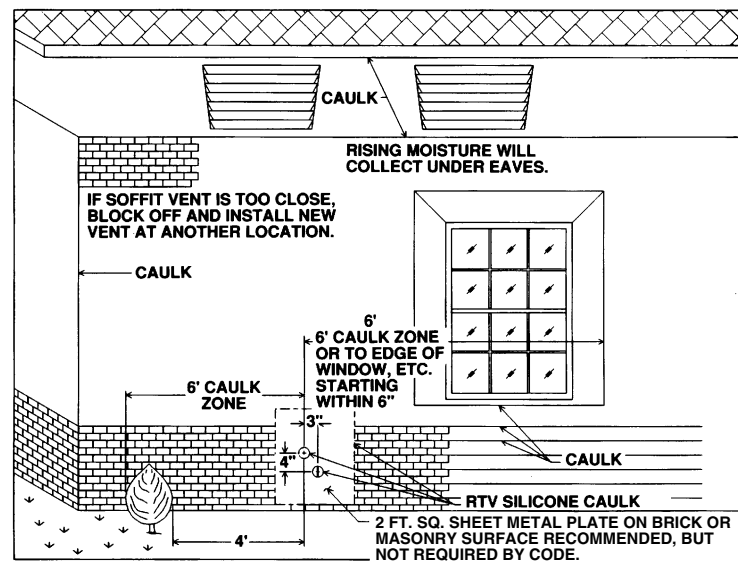 CAULK
RISING MOISTURE WILL
COLLECT UNDER EAVES.
IF SOFFIT VENT IS TOO CLOSE,
BLOCK OFF AND INSTALL NEW
VENT AT ANOTHER LOCATION.
CAULK
6'
6' CAULK ZONE
OR TO EDGE OF
WINDOW, ETC.
STARTING
WITHIN 6"
6' CAULK
ZONE
3"
4"
CAULK
RTV SILICONE CAULK
2 FT. SQ. SHEET METAL PLATE ON BRICK OR
MASONRY SURFACE RECOMMENDED, BUT
NOT REQUIRED BY CODE.
4'